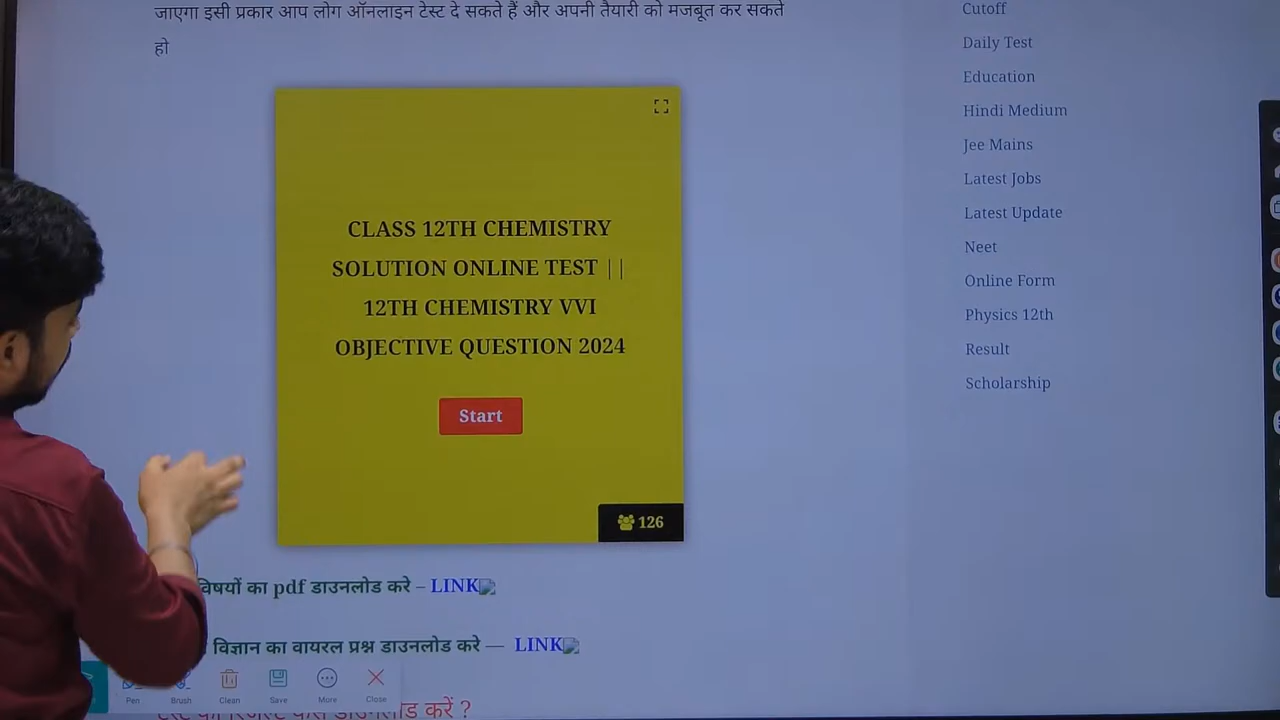 जाएगा इसी प्रकार आप लोग ऑनलाइन टेस्ट दे सकते हैं और अपनी तैयारी को मजबूत कर सकते
हो
CLASS 12TH CHEMISTRY
SOLUTION ONLINE TEST ||
12TH CHEMISTRY VVI
OBJECTIVE QUESTION 2024
Start
126
विषयों का pdf डाउनलोड करे – LINK
विज्ञान का वायरल प्रश्न डाउनलोड करे — LINK
Pen
Brush
Clean
Save
More
Close
डाउनलोड करें ?
Cutoff
Daily Test
Education
Hindi Medium
Jee Mains
Latest Jobs
Latest Update
Neet
Online Form
Physics 12th
Result
Scholarship